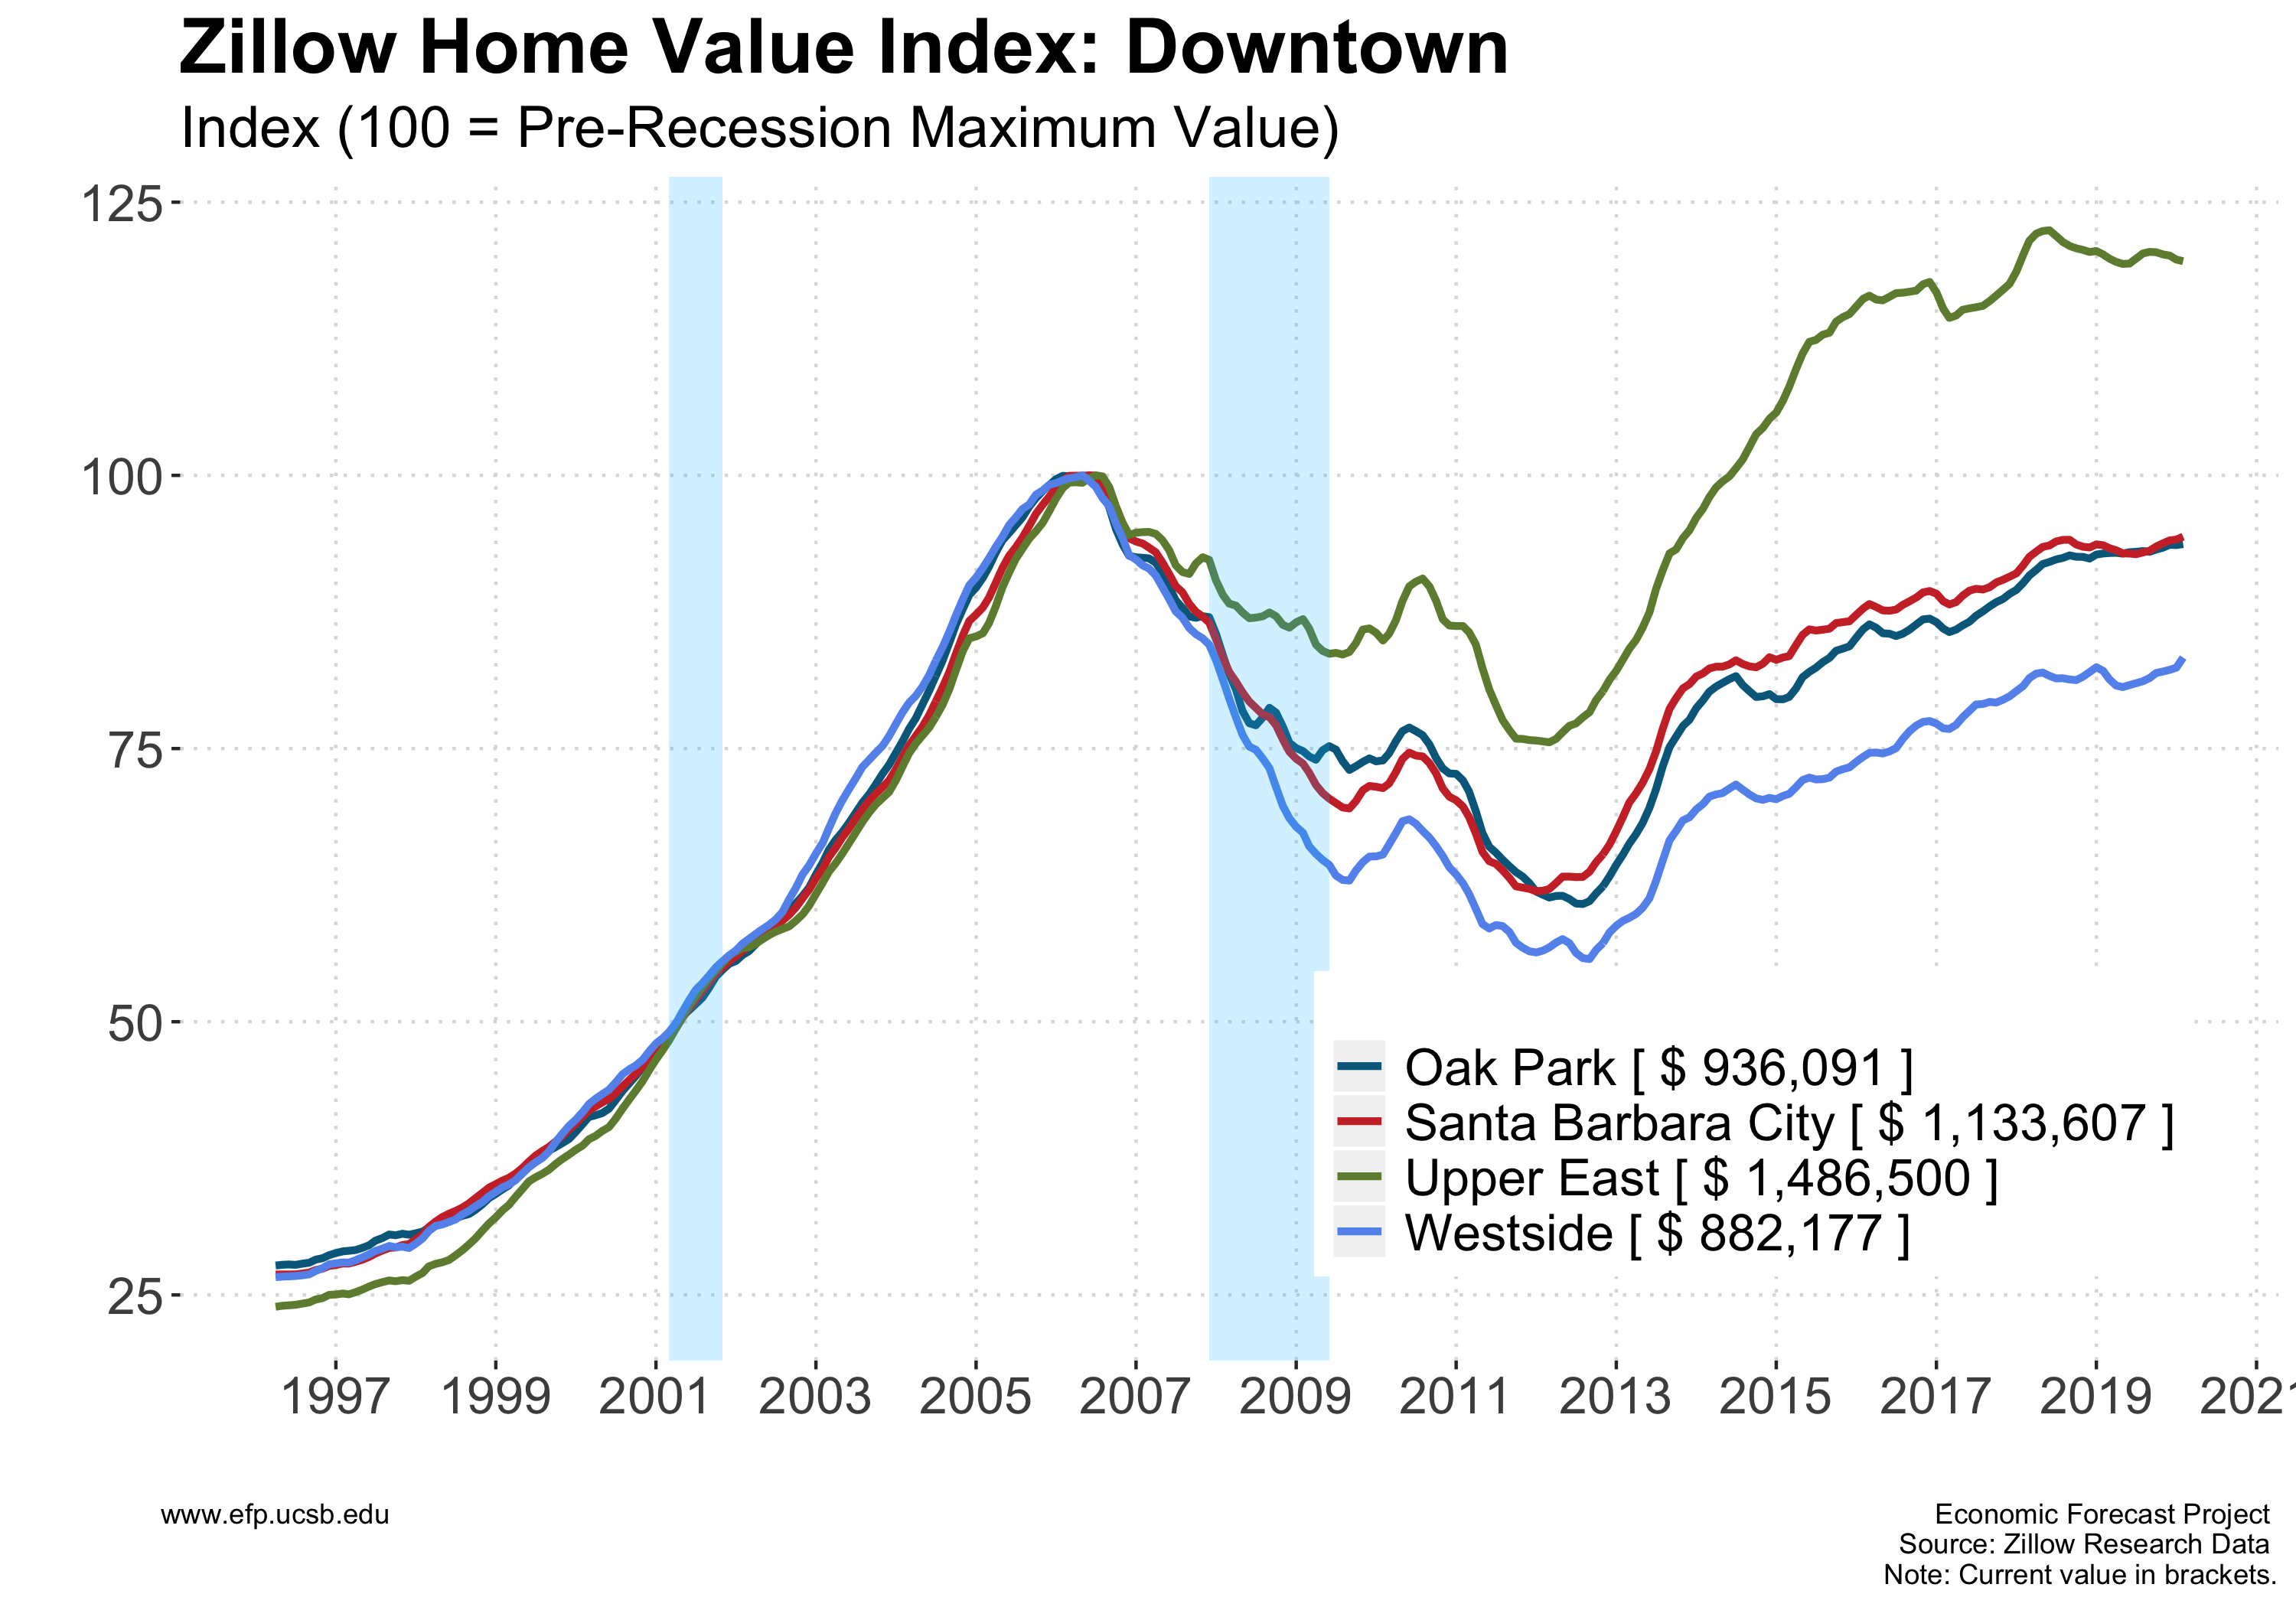 Zillow Home Value Index: Downtown
Index (100 = Pre-Recession Maximum Value)
125
100
75
50
25
Oak Park [ $ 936,091 ]
Santa Barbara City [ $ 1,133,607 ]
Upper East [ $ 1,486,500 ]
Westside [ $ 882,177 ]
1997 1999 2001 2003 2005 2007 2009 2011 2013 2015 2017 2019 2021
www.efp.ucsb.edu
Economic Forecast Project
Source: Zillow Research Data
Note: Current value in brackets.